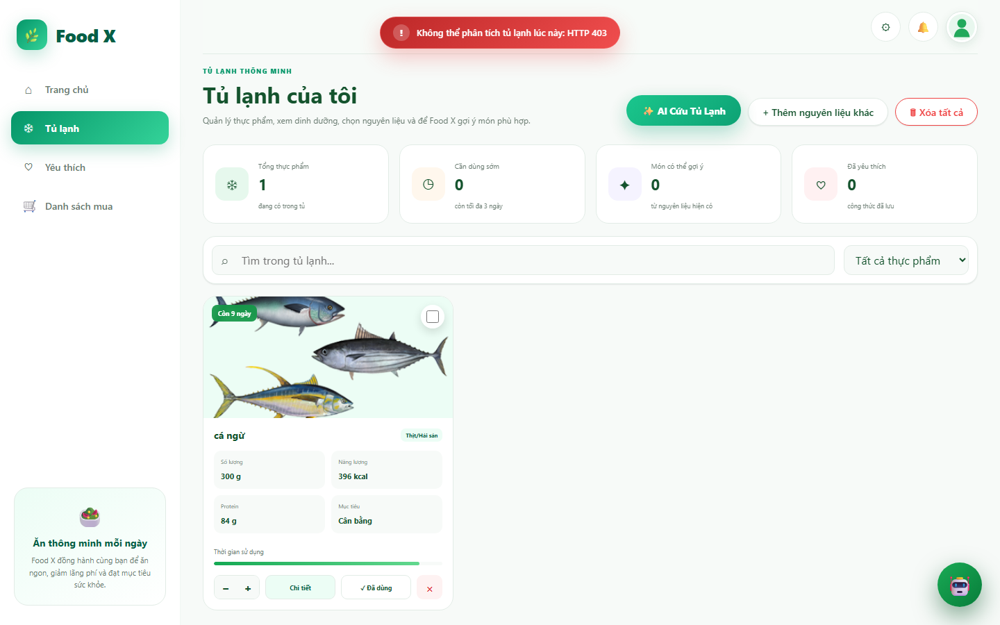 Food X
Trang chủ
Tủ lạnh
Yêu thích
Danh sách mua
Ăn thông minh mỗi ngày
Food X đồng hành cùng bạn để ăn
ngon, giảm lãng phí và đạt mục tiêu
sức khỏe.
! Không thể phân tích tủ lạnh lúc này: HTTP 403
TỦ LẠNH THÔNG MINH
Tủ lạnh của tôi
Quản lý thực phẩm, xem dinh dưỡng, chọn nguyên liệu và để Food X gợi ý món phù hợp.
AI Cứu Tủ Lạnh
+ Thêm nguyên liệu khác
Xóa tất cả
Tổng thực phẩm
1
đang có trong tủ
Cần dùng sớm
0
còn tối đa 3 ngày
Món có thể gợi ý
0
từ nguyên liệu hiện có
Đã yêu thích
0
công thức đã lưu
Tìm trong tủ lạnh...
Tất cả thực phẩm
Còn 9 ngày
cá ngừ
Thịt/Hải sản
Số lượng
300 g
Năng lượng
396 kcal
Protein
84 g
Mục tiêu
Cân bằng
Thời gian sử dụng
− +
Chi tiết
✓ Đã dùng
×